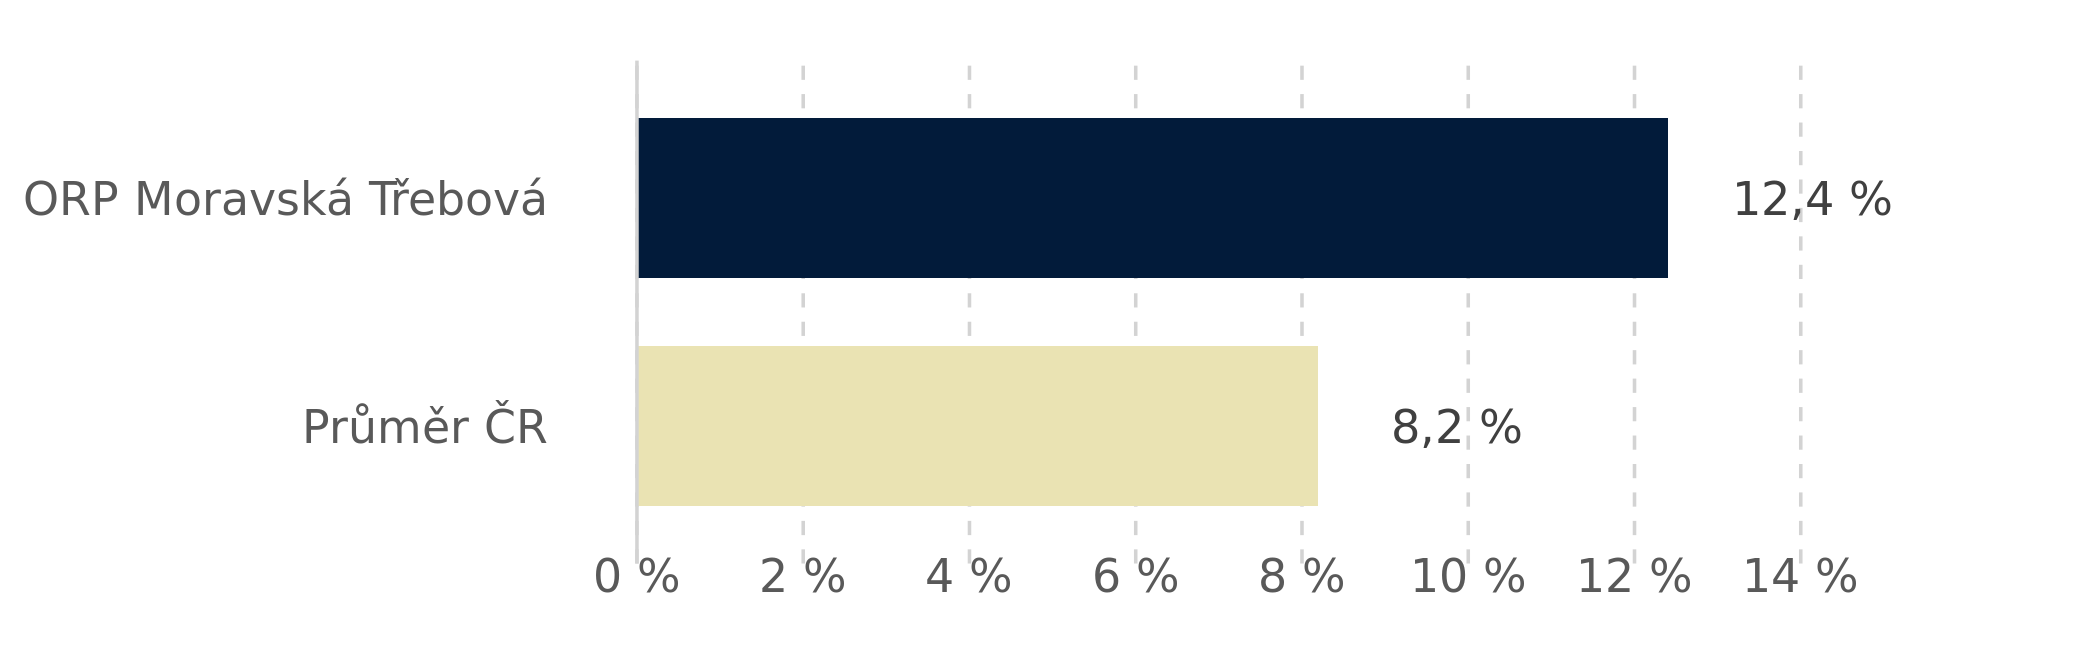 ORP Moravská Třebová
12,4 %
Průměr ČR
8,2 %
0 % 2 % 4 % 6 % 8 % 10 % 12 % 14 %